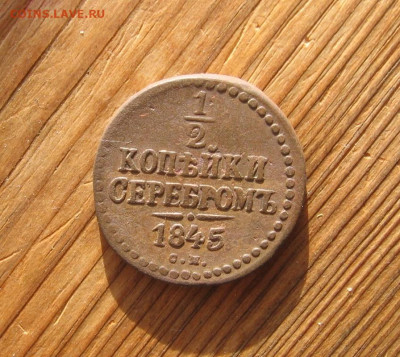 COINS.LAVE.RU
1
2.
КОПѢЙКИ
СЕРЕБРОМЪ
1845
С.М.